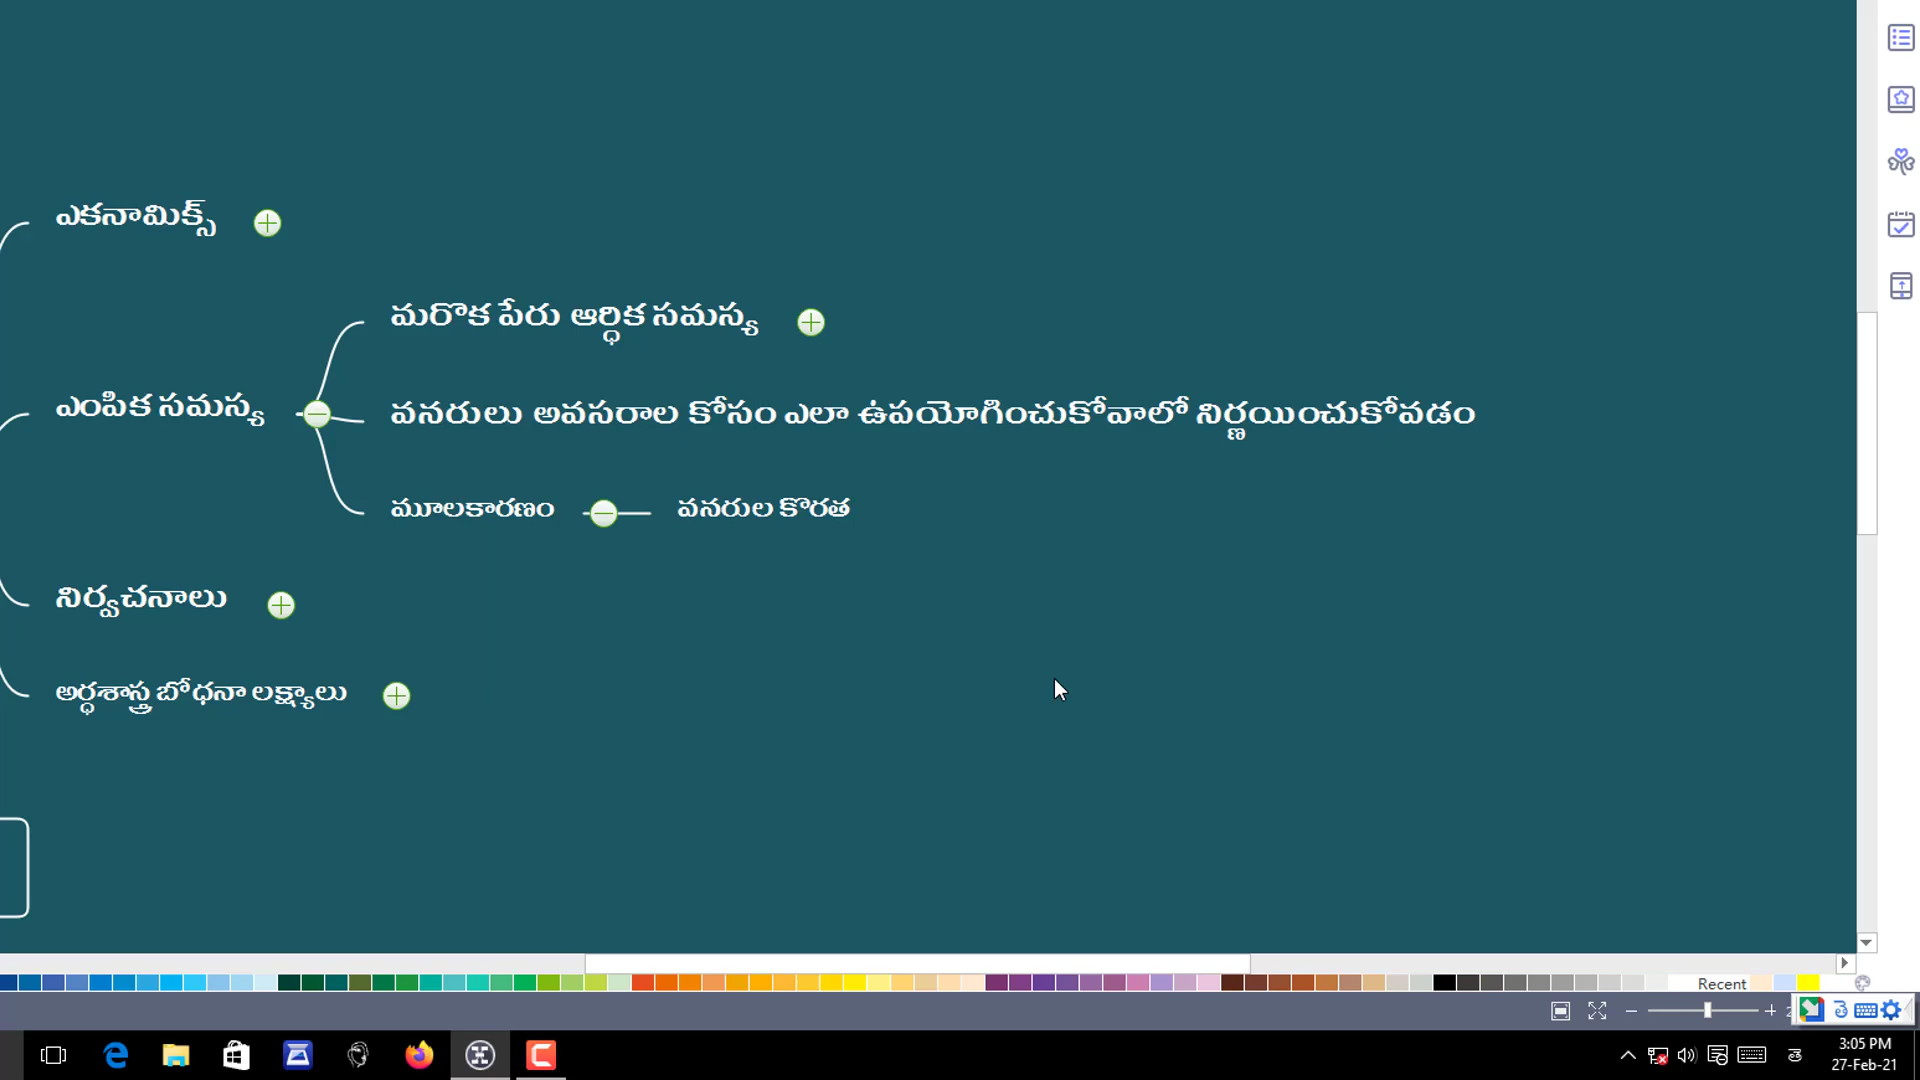 ఎకనామిక్స్
మరొక పేరు ఆర్ధిక సమస్య
ఎంపిక సమస్య
వనరులు అవసరాల కోసం ఎలా ఉపయోగించుకోవాలో నిర్ణయించుకోవడం
మూలకారణం
వనరుల కొరత
నిర్వచనాలు
అర్ధశాస్త్ర బోధనా లక్ష్యాలు
Recent
తె
3:05 PM
27-Feb-21